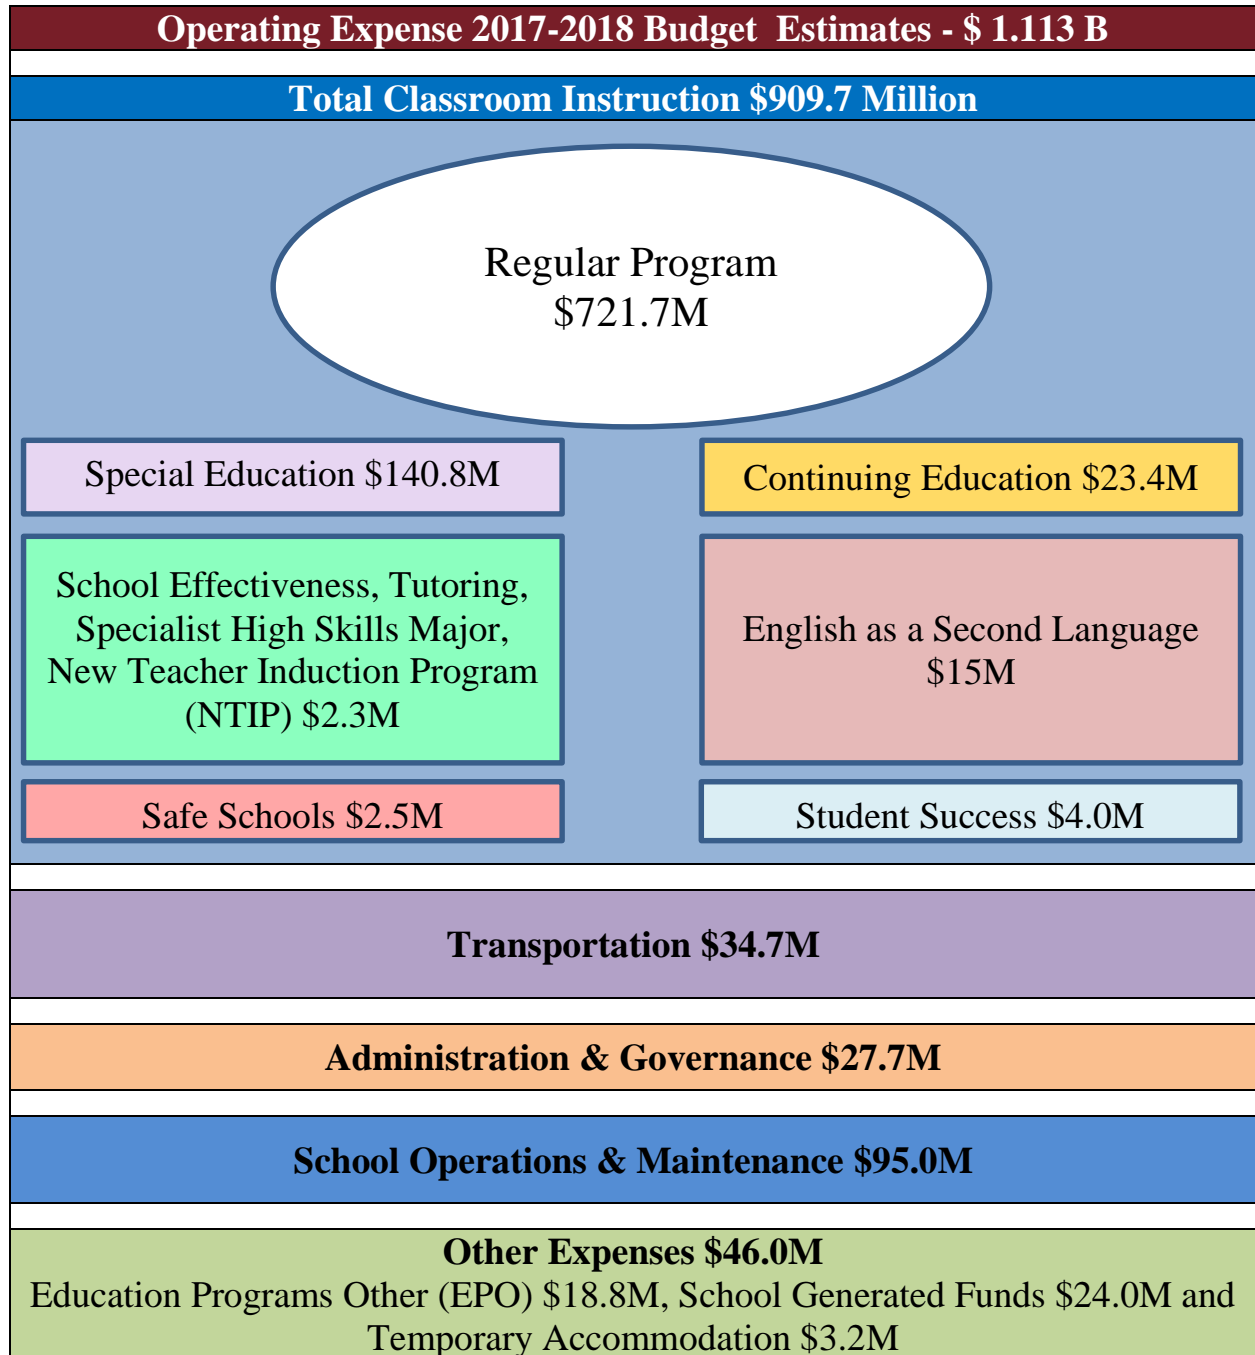 Operating Expense 2017-2018 Budget Estimates - $ 1.113 B
Total Classroom Instruction $909.7 Million
Regular Program
$721.7M
Special Education $140.8M
Continuing Education $23.4M
School Effectiveness, Tutoring,
Specialist High Skills Major,
New Teacher Induction Program
(NTIP) $2.3M
English as a Second Language
$15M
Safe Schools $2.5M
Student Success $4.0M
Transportation $34.7M
Administration & Governance $27.7M
School Operations & Maintenance $95.0M
Other Expenses $46.0M
Education Programs Other (EPO) $18.8M, School Generated Funds $24.0M and
Temporary Accommodation $3.2M